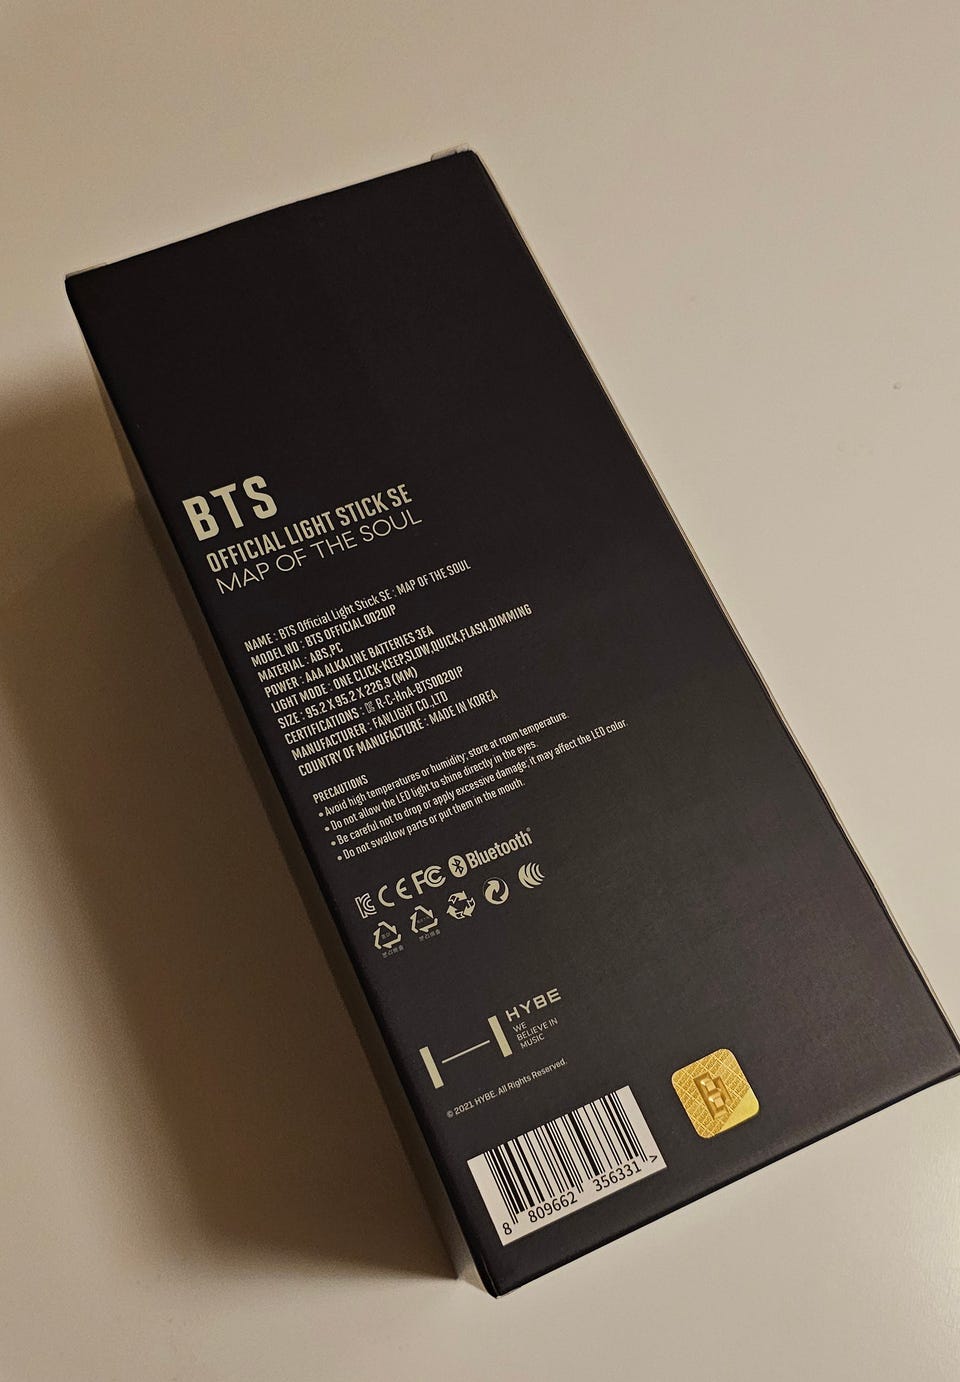 BTS
OFFICIAL LIGHT STICK SE
MAP OF THE SOUL
NAME : BTS Official Light Stick SE : MAP OF THE SOUL
MODEL NO : BTS OFFICIAL 00201P
MATERIAL : ABS,PC
POWER : AAA ALKALINE BATTERIES 3EA
LIGHT MODE : ONE CLICK-KEEP,SLOW,QUICK,FLASH,DIMMING
SIZE : 95.2 X 95.2 X 226.9 (MM)
CERTIFICATIONS : R-C-HnA-BTS00201P
MANUFACTURER : FANLIGHT CO.,LTD
COUNTRY OF MANUFACTURE : MADE IN KOREA
PRECAUTIONS
• Avoid high temperatures or humidity; store at room temperature.
• Do not allow the LED light to shine directly in the eyes.
• Be careful not to drop or apply excessive damage; it may affect the LED color.
• Do not swallow parts or put them in the mouth.
CE FC Bluetooth®
HYBE
WE
BELIEVE IN
MUSIC
© 2021 HYBE. All Rights Reserved.
8 809662 356331 >